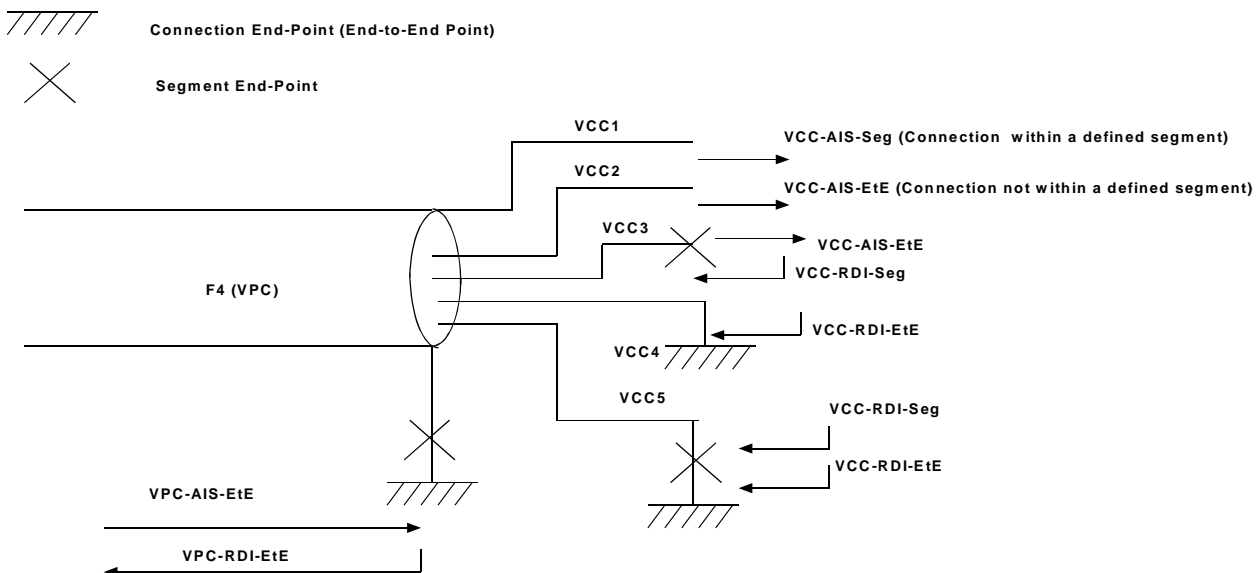 Connection End-Point (End-to-End Point)
Segment End-Point
VCC1
VCC-AIS-Seg (Connection within a defined segment)
VCC2
VCC-AIS-EtE (Connection not within a defined segment)
VCC3
VCC-AIS-EtE
VCC-RDI-Seg
F4 (VPC)
VCC-RDI-EtE
VCC4
VCC5
VCC-RDI-Seg
VCC-RDI-EtE
VPC-AIS-EtE
VPC-RDI-EtE